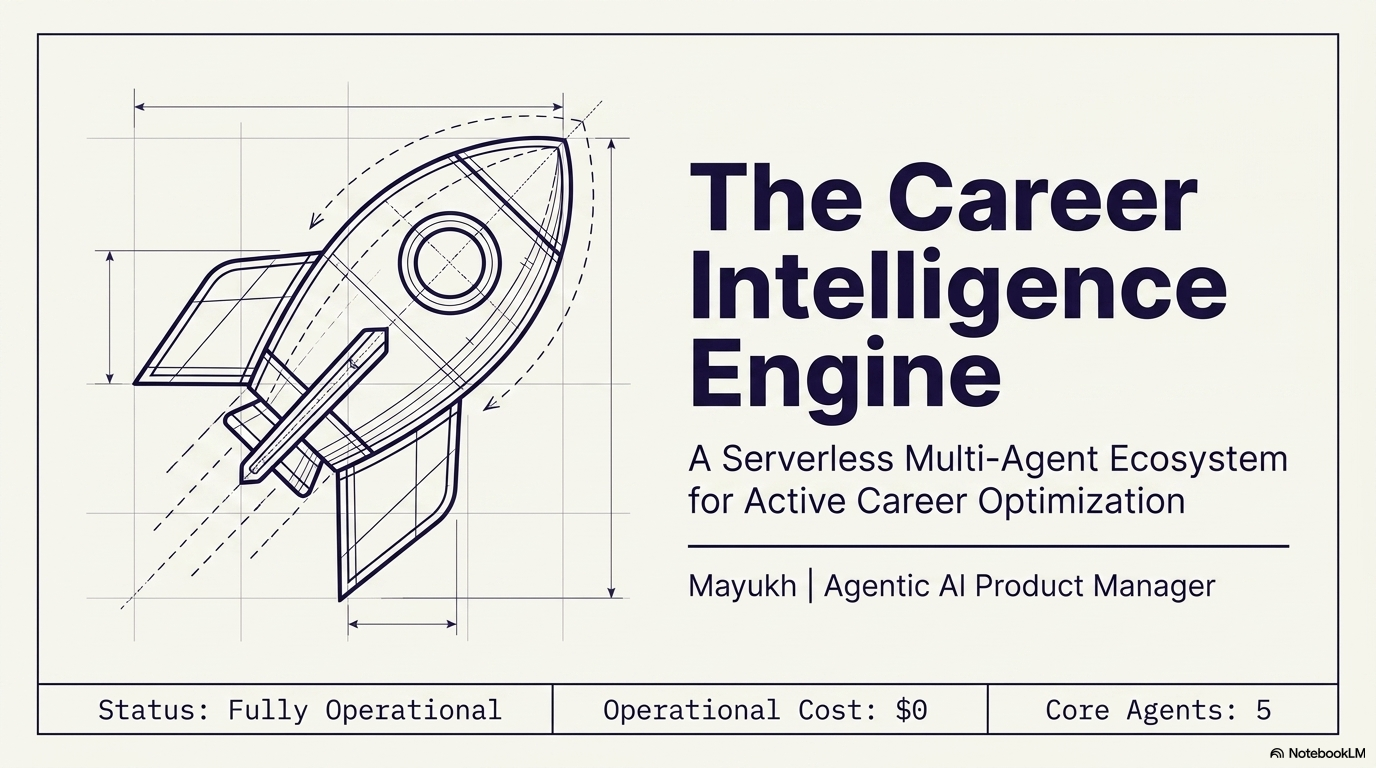 The Career
Intelligence
Engine
A Serverless Multi-Agent Ecosystem
for Active Career Optimization
Mayukh | Agentic AI Product Manager
Status: Fully Operational
Operational Cost: $0
Core Agents: 5
NotebookLM